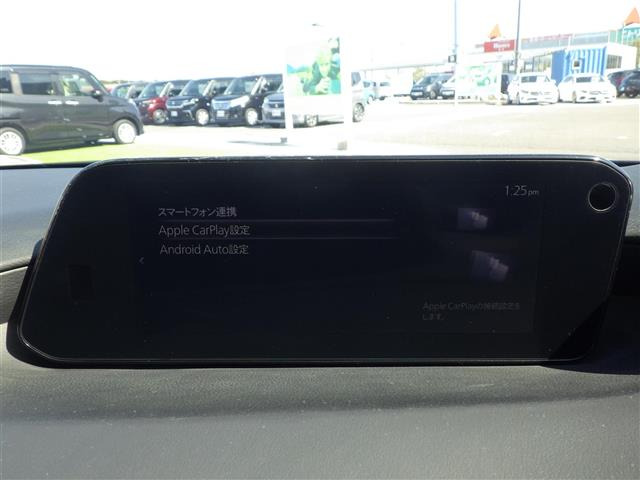 1:25pm
スマートフォン連携
Apple CarPlay設定
Android Auto設定
Apple CarPlayの接続設定を
します。